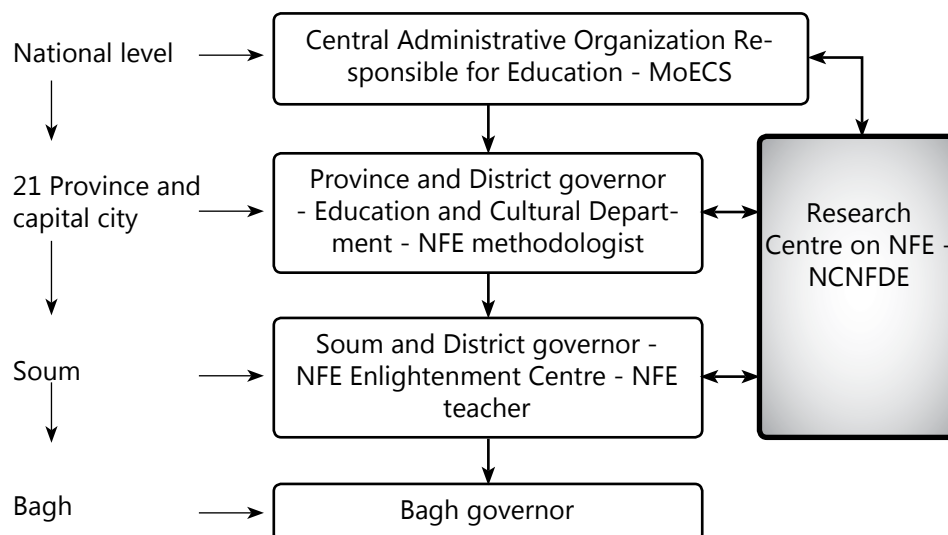 National level
Central Administrative Organization Re-
sponsible for Education - MoECS
21 Province and
capital city
Province and District governor
- Education and Cultural Depart-
ment - NFE methodologist
Research
Centre on NFE -
NCNFDE
Soum
Soum and District governor -
NFE Enlightenment Centre - NFE
teacher
Bagh
Bagh governor